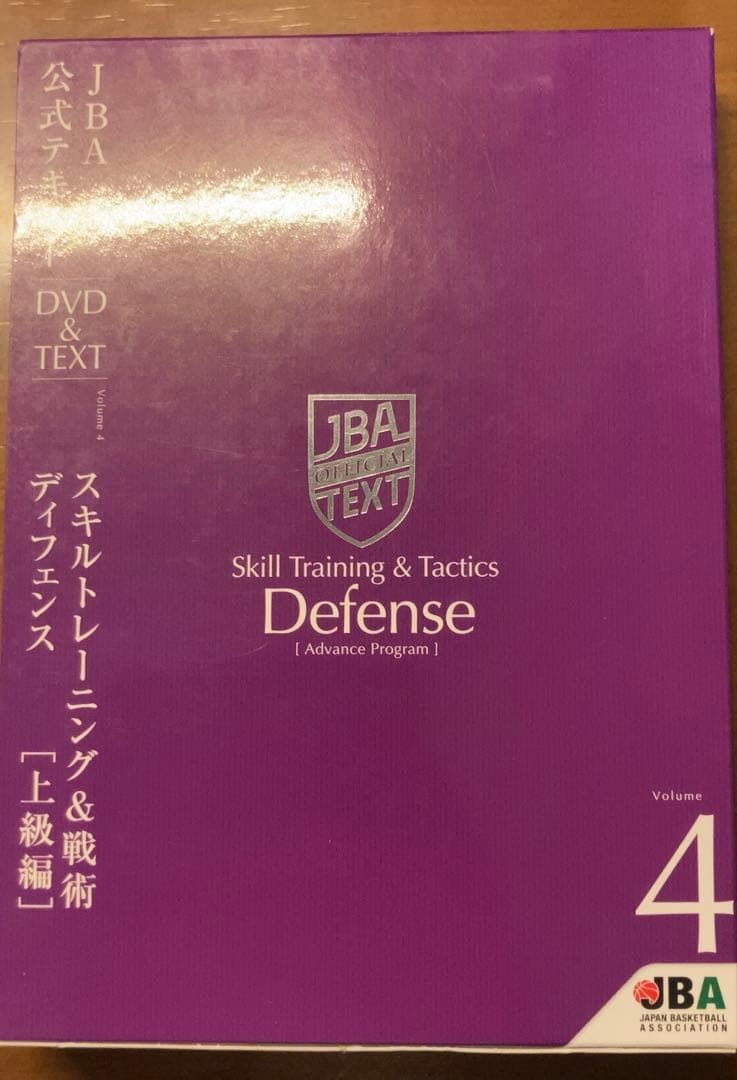 JBA
公式テキスト
DVD
&
TEXT
Volume 4
スキルトレーニング&戦術
ディフェンス
[上級編]
JBA
OFFICIAL
TEXT
Skill Training & Tactics
Defense
[ Advance Program ]
Volume
4
JBA
JAPAN BASKETBALL
ASSOCIATION